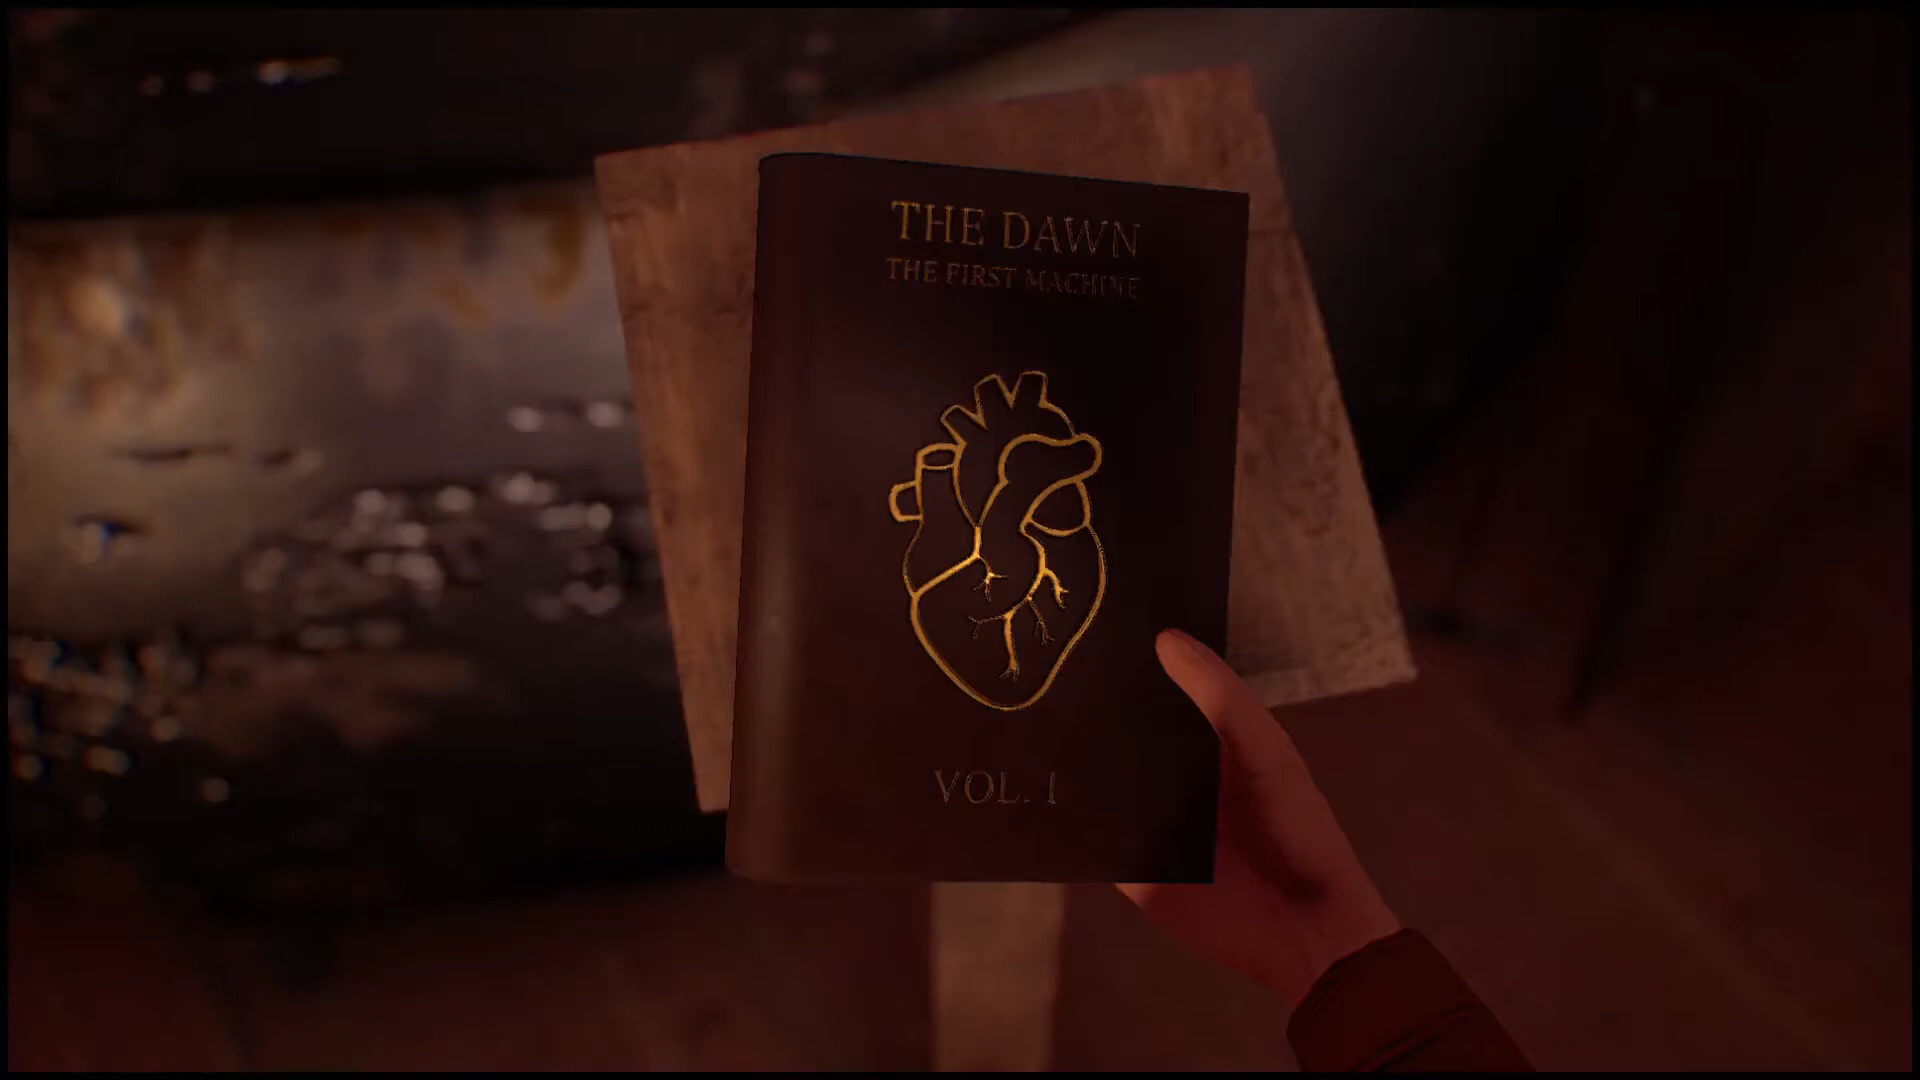 THE DAWN
THE FIRST MACHINE
VOL. I